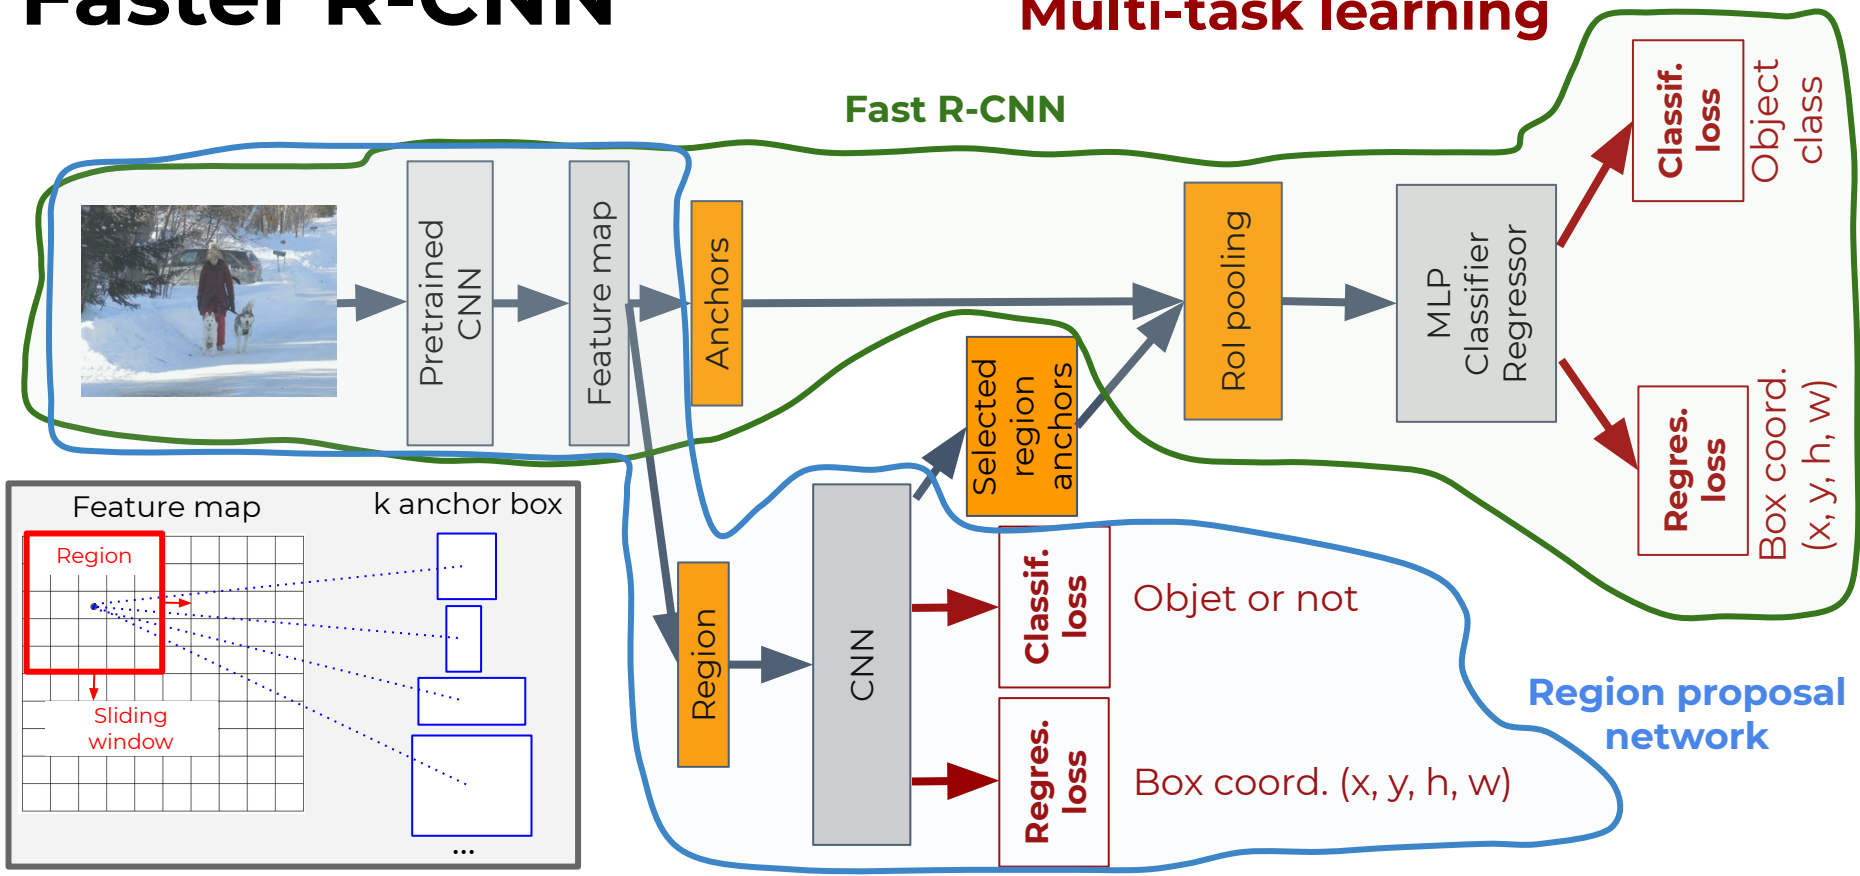 Faster R-CNN
Multi-task learning
Fast R-CNN
Pretrained
CNN
Feature map
Anchors
Selected
region
anchors
RoI pooling
MLP
Classifier
Regressor
Classif.
loss
Object
class
Regres.
loss
Box coord.
(x, y, h, w)
Feature map
k anchor box
Region
Sliding
window
...
Region
CNN
Classif.
loss
Objet or not
Regres.
loss
Box coord. (x, y, h, w)
Region proposal
network